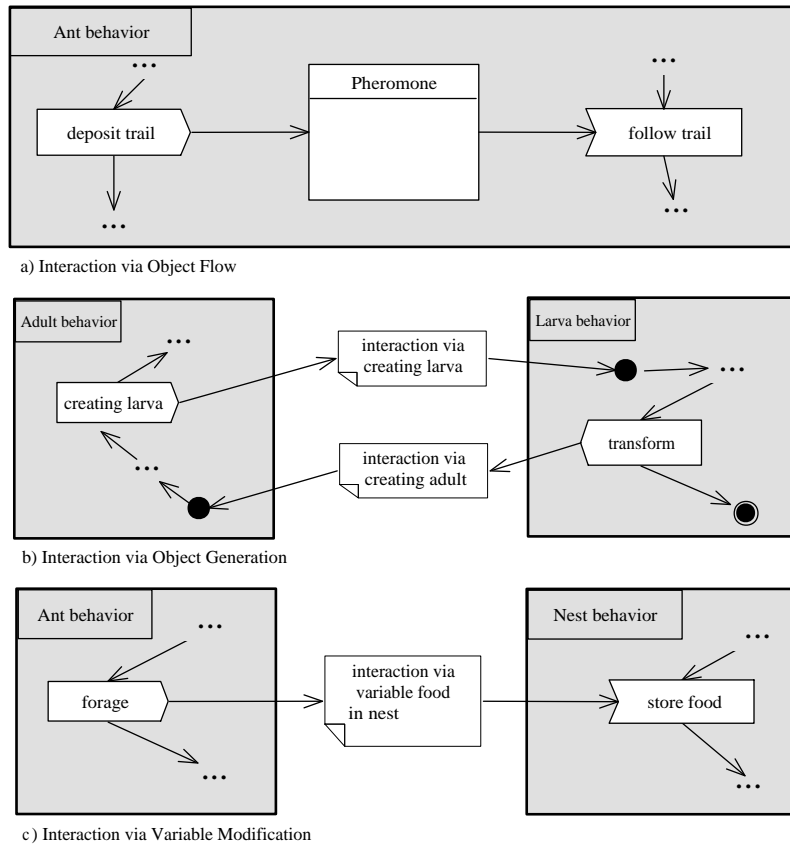 Ant behavior
...
...
Pheromone
deposit trail
follow trail
...
...
a) Interaction via Object Flow
Adult behavior
...
creating larva
...
interaction via
creating larva
interaction via
creating adult
Larva behavior
...
transform
b) Interaction via Object Generation
Ant behavior
...
forage
...
interaction via
variable food
in nest
Nest behavior
...
store food
...
c) Interaction via Variable Modification